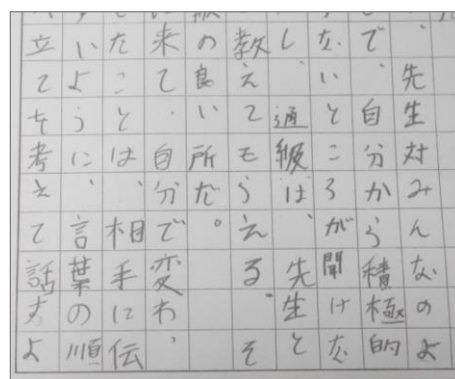 、先生対みんなのよ
で、自分から積極的
ないところが聞けな
し、通級は、先生と
教えてもらえる。そ
の良い所だ。
来て、自分で変わ、
たことは、相手に伝
いように、言葉の順
立てを考えて話すよ